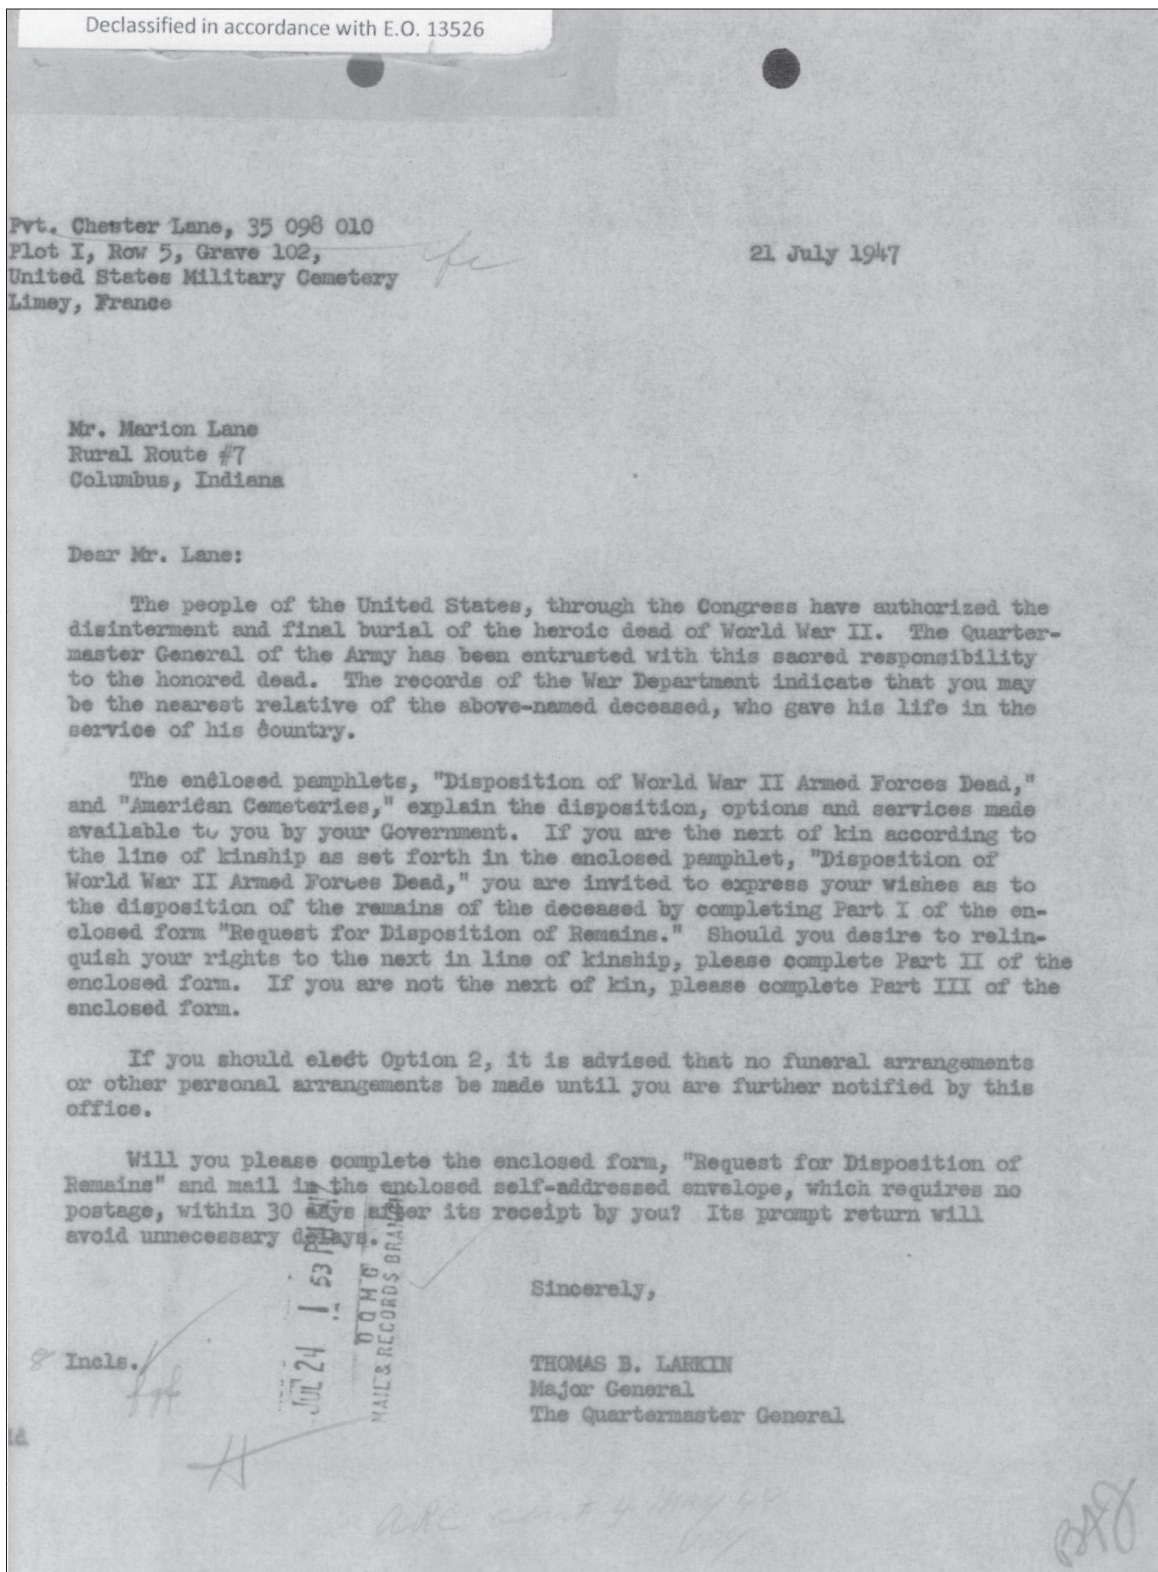 Declassified in accordance with E.O. 13526
Pvt. Chester Lane, 35 098 010
Plot I, Row 5, Grave 102,
United States Military Cemetery
Limey, France
21 July 1947
Mr. Marion Lane
Rural Route #7
Columbus, Indiana
Dear Mr. Lane:
The people of the United States, through the Congress have authorized the
disinterment and final burial of the heroic dead of World War II. The Quarter-
master General of the Army has been entrusted with this sacred responsibility
to the honored dead. The records of the War Department indicate that you may
be the nearest relative of the above-named deceased, who gave his life in the
service of his country.
The enclosed pamphlets, "Disposition of World War II Armed Forces Dead,"
and "American Cemeteries," explain the disposition, options and services made
available to you by your Government. If you are the next of kin according to
the line of kinship as set forth in the enclosed pamphlet, "Disposition of
World War II Armed Forces Dead," you are invited to express your wishes as to
the disposition of the remains of the deceased by completing Part I of the en-
closed form "Request for Disposition of Remains." Should you desire to relin-
quish your rights to the next in line of kinship, please complete Part II of the
enclosed form. If you are not the next of kin, please complete Part III of the
enclosed form.
If you should elect Option 2, it is advised that no funeral arrangements
or other personal arrangements be made until you are further notified by this
office.
Will you please complete the enclosed form, "Request for Disposition of
Remains" and mail in the enclosed self-addressed envelope, which requires no
postage, within 30 days after its receipt by you? Its prompt return will
avoid unnecessary delays.
JUL 24 1 53 PM
OQMG
MAIL & RECORDS BRANCH
Sincerely,
8 Incls.
THOMAS B. LARKIN
Major General
The Quartermaster General